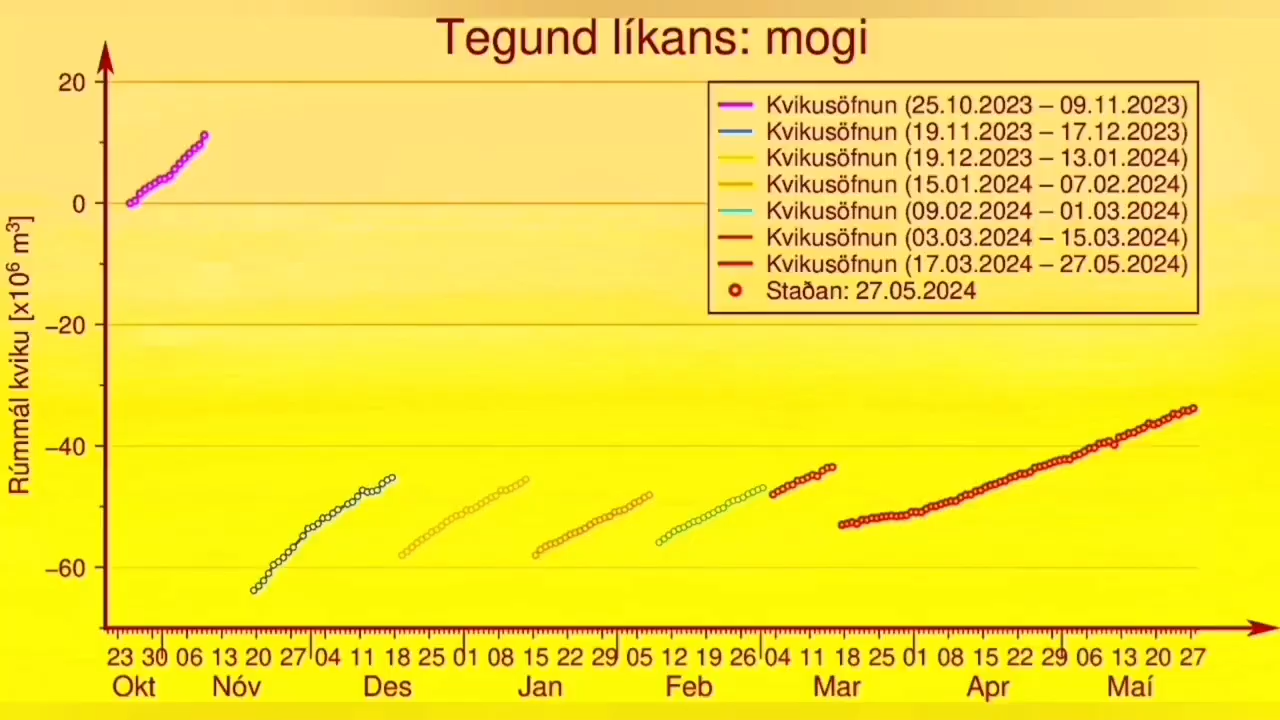 Tegund líkans: mogi
Kvikusöfnun (25.10.2023 – 09.11.2023)
Kvikusöfnun (19.11.2023 – 17.12.2023)
Kvikusöfnun (19.12.2023 – 13.01.2024)
Kvikusöfnun (15.01.2024 – 07.02.2024)
Kvikusöfnun (09.02.2024 – 01.03.2024)
Kvikusöfnun (03.03.2024 – 15.03.2024)
Kvikusöfnun (17.03.2024 – 27.05.2024)
Staðan: 27.05.2024
Rúmmál kviku [x10⁶ m³]
20
0
−20
−40
−60
23 30 06 13 20 27 04 11 18 25 01 08 15 22 29 05 12 19 26 04 11 18 25 01 08 15 22 29 06 13 20 27
Okt Nóv Des Jan Feb Mar Apr Maí